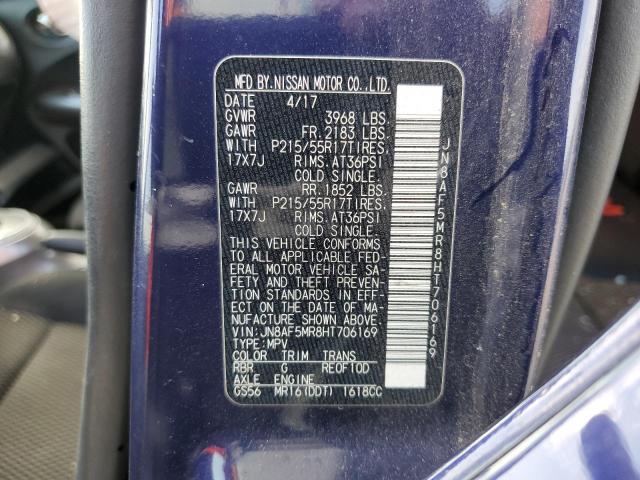 MFD BY.NISSAN MOTOR CO.,LTD.
DATE 4/17
GVWR 3968 LBS.
GAWR FR.2183 LBS.
WITH P215/55R17TIRES.
17X7J RIMS.AT36PSI
COLD SINGLE.
GAWR RR.1852 LBS.
WITH P215/55R17TIRES.
17X7J RIMS.AT36PSI
COLD SINGLE.
THIS VEHICLE CONFORMS
TO ALL APPLICABLE FED-
ERAL MOTOR VEHICLE SA-
FETY AND THEFT PREVEN-
TION STANDARDS IN EFF-
ECT ON THE DATE OF MA-
NUFACTURE SHOWN ABOVE.
VIN:JN8AF5MR8HT706169
TYPE:MPV
COLOR TRIM TRANS
RBR G REOF10D
AXLE ENGINE
GS56 MR16(DDT) 1618CC
JN8AF5MR8HT706169